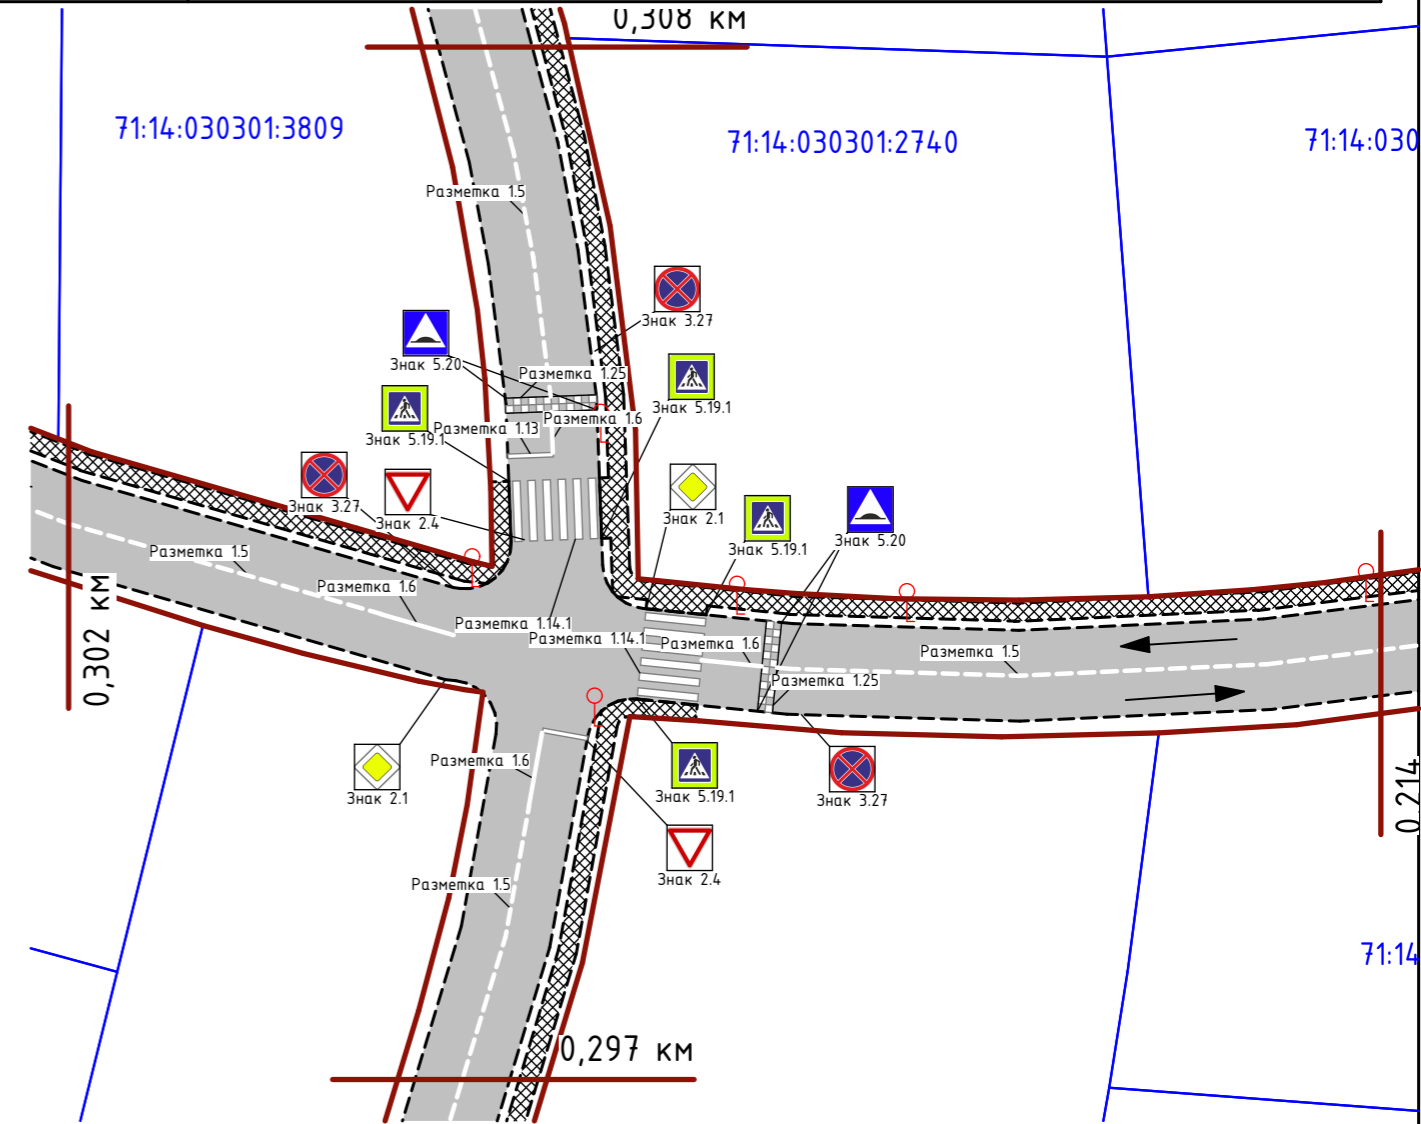 0,308 км
71:14:030301:3809
71:14:030301:2740
71:14:030
Разметка 1.5
Знак 3.27
Знак 5.20
Разметка 1.25
Знак 5.19.1
Разметка 1.6
Знак 5.19.1
Разметка 1.13
Знак 3.27
Знак 2.4
Знак 2.1
Знак 5.19.1
Знак 5.20
Разметка 1.5
Разметка 1.6
0,302 км
Разметка 1.14.1
Разметка 1.14.1
Разметка 1.6
Разметка 1.5
Разметка 1.25
Разметка 1.6
Знак 2.1
Знак 5.19.1
Знак 3.27
0,214
Знак 2.4
Разметка 1.5
71:14
0,297 км